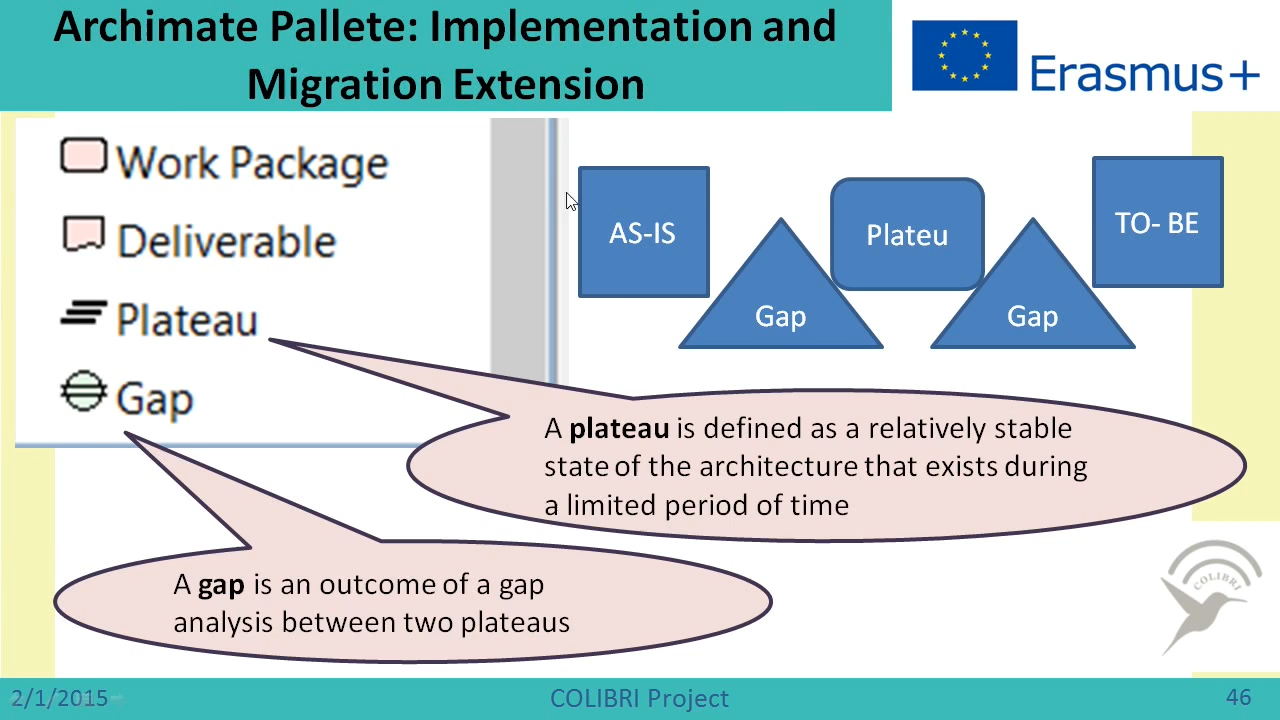 Archimate Pallete: Implementation and
Migration Extension
Erasmus+
Work Package
Deliverable
Plateau
Gap
AS-IS
Gap
Plateu
Gap
TO- BE
A plateau is defined as a relatively stable
state of the architecture that exists during
a limited period of time
A gap is an outcome of a gap
analysis between two plateaus
COLIBRI
2/1/2015
COLIBRI Project
46